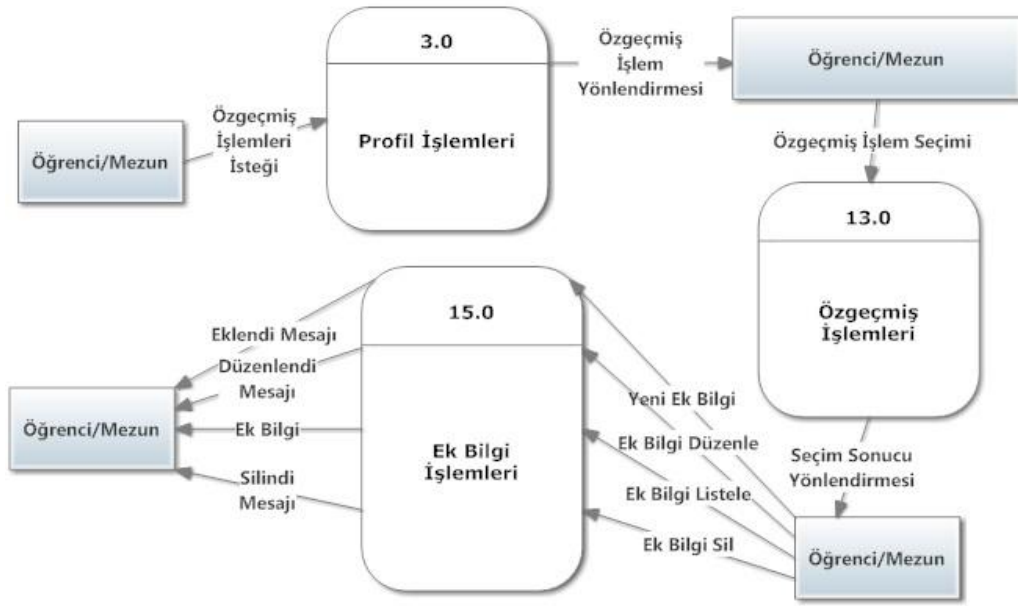 3.0
Profil İşlemleri
Öğrenci/Mezun
Özgeçmiş
İşlemleri
İsteği
Özgeçmiş
İşlem
Yönlendirmesi
Öğrenci/Mezun
Özgeçmiş İşlem Seçimi
13.0
Özgeçmiş
İşlemleri
Seçim Sonucu
Yönlendirmesi
Öğrenci/Mezun
Yeni Ek Bilgi
Ek Bilgi Düzenle
Ek Bilgi Listele
Ek Bilgi Sil
15.0
Ek Bilgi
İşlemleri
Eklendi Mesajı
Düzenlendi
Mesajı
Ek Bilgi
Silindi
Mesajı
Öğrenci/Mezun